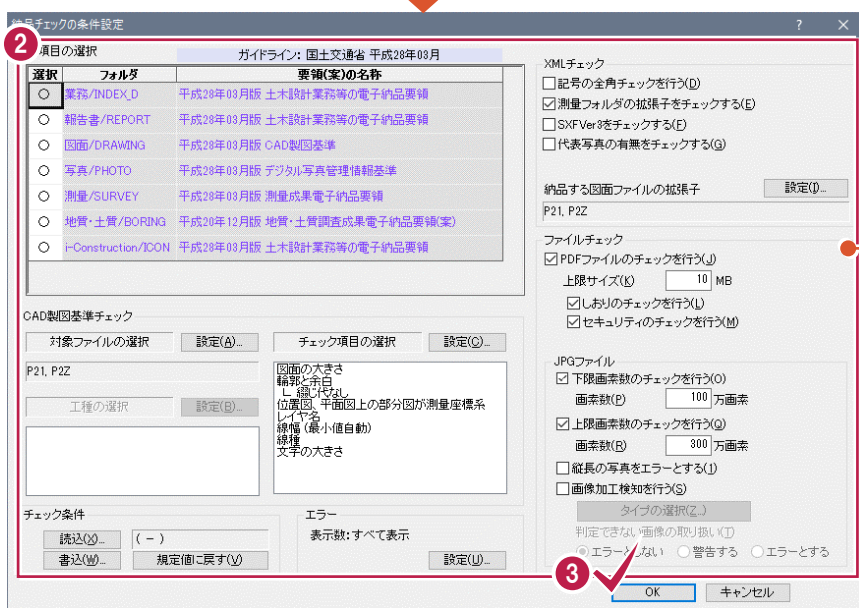 納品チェックの条件設定
?
×
2
項目の選択
ガイドライン: 国土交通省 平成28年03月
選択 フォルダ 要領(案)の名称
○ 業務/INDEX_D 平成28年03月版 土木設計業務等の電子納品要領
○ 報告書/REPORT 平成28年03月版 土木設計業務等の電子納品要領
○ 図面/DRAWING 平成28年03月版 CAD製図基準
○ 写真/PHOTO 平成28年03月版 デジタル写真管理情報基準
○ 測量/SURVEY 平成28年03月版 測量成果電子納品要領
○ 地質・土質/BORING 平成20年12月版 地質・土質調査成果電子納品要領(案)
○ i-Construction/ICON 平成28年03月版 土木設計業務等の電子納品要領
CAD製図基準チェック
対象ファイルの選択 設定(A)...
P21, P2Z
工種の選択 設定(B)...
チェック項目の選択 設定(C)...
図面の大きさ
輪郭と余白
└ 綴じ代なし
位置図、平面図上の部分図が測量座標系
レイヤ名
線幅 (最小値自動)
線種
文字の大きさ
チェック条件
読込(X)... ( - )
書込(W)... 規定値に戻す(V)
エラー
表示数: すべて表示
設定(U)...
XMLチェック
記号の全角チェックを行う(D)
測量フォルダの拡張子をチェックする(E)
SXFVer3をチェックする(F)
代表写真の有無をチェックする(G)
納品する図面ファイルの拡張子 設定(I)...
P21, P2Z
ファイルチェック
PDFファイルのチェックを行う(J)
上限サイズ(K) 10 MB
しおりのチェックを行う(L)
セキュリティのチェックを行う(M)
JPGファイル
下限画素数のチェックを行う(O)
画素数(P) 100 万画素
上限画素数のチェックを行う(Q)
画素数(R) 300 万画素
縦長の写真をエラーとする(1)
画像加工検知を行う(S)
タイプの選択(Z...)
判定できない画像の取り扱い(T)
エラーとしない 警告する エラーとする
3
OK キャンセル